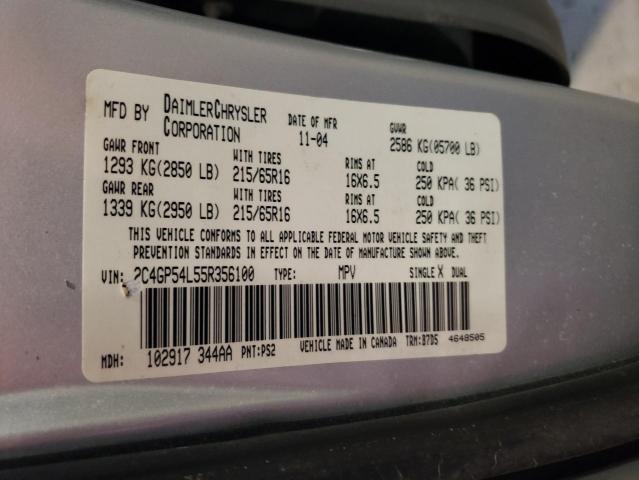 MFD BY DAIMLERCHRYSLER CORPORATION DATE OF MFR 11-04 GVWR 2586 KG(05700 LB)
GAWR FRONT WITH TIRES RIMS AT COLD
1293 KG(2850 LB) 215/65R16 16X6.5 250 KPA( 36 PSI)
GAWR REAR WITH TIRES RIMS AT COLD
1339 KG(2950 LB) 215/65R16 16X6.5 250 KPA( 36 PSI)
THIS VEHICLE CONFORMS TO ALL APPLICABLE FEDERAL MOTOR VEHICLE SAFETY AND THEFT
PREVENTION STANDARDS IN EFFECT ON THE DATE OF MANUFACTURE SHOWN ABOVE.
VIN: 2C4GP54L55R356100 TYPE: MPV SINGLE X DUAL
MDH: 102917 344AA PNT:PS2 VEHICLE MADE IN CANADA TRM:B7D5 4648505